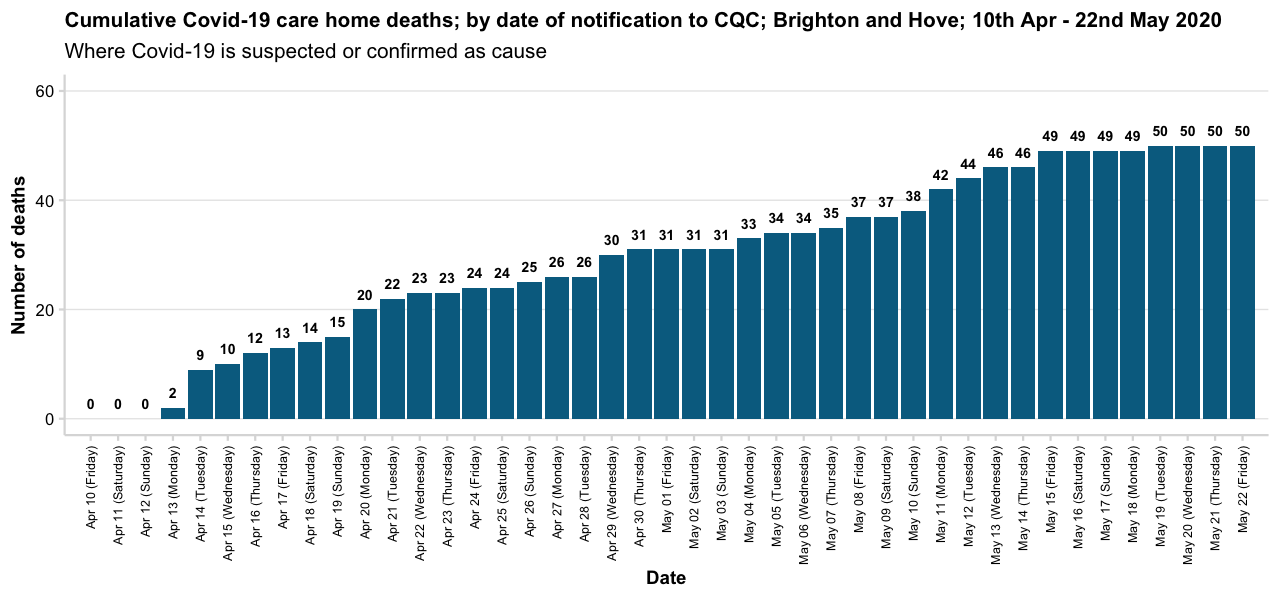 Cumulative Covid-19 care home deaths; by date of notification to CQC; Brighton and Hove; 10th Apr - 22nd May 2020
Where Covid-19 is suspected or confirmed as cause
Number of deaths
60
40
20
0
0 0 0 2 9 10 12 13 14 15 20 22 23 23 24 24 25 26 26 30 31 31 31 31 33 34 34 35 37 37 38 42 44 46 46 49 49 49 49 50 50 50 50
Apr 10 (Friday)
Apr 11 (Saturday)
Apr 12 (Sunday)
Apr 13 (Monday)
Apr 14 (Tuesday)
Apr 15 (Wednesday)
Apr 16 (Thursday)
Apr 17 (Friday)
Apr 18 (Saturday)
Apr 19 (Sunday)
Apr 20 (Monday)
Apr 21 (Tuesday)
Apr 22 (Wednesday)
Apr 23 (Thursday)
Apr 24 (Friday)
Apr 25 (Saturday)
Apr 26 (Sunday)
Apr 27 (Monday)
Apr 28 (Tuesday)
Apr 29 (Wednesday)
Apr 30 (Thursday)
May 01 (Friday)
May 02 (Saturday)
May 03 (Sunday)
May 04 (Monday)
May 05 (Tuesday)
May 06 (Wednesday)
May 07 (Thursday)
May 08 (Friday)
May 09 (Saturday)
May 10 (Sunday)
May 11 (Monday)
May 12 (Tuesday)
May 13 (Wednesday)
May 14 (Thursday)
May 15 (Friday)
May 16 (Saturday)
May 17 (Sunday)
May 18 (Monday)
May 19 (Tuesday)
May 20 (Wednesday)
May 21 (Thursday)
May 22 (Friday)
Date